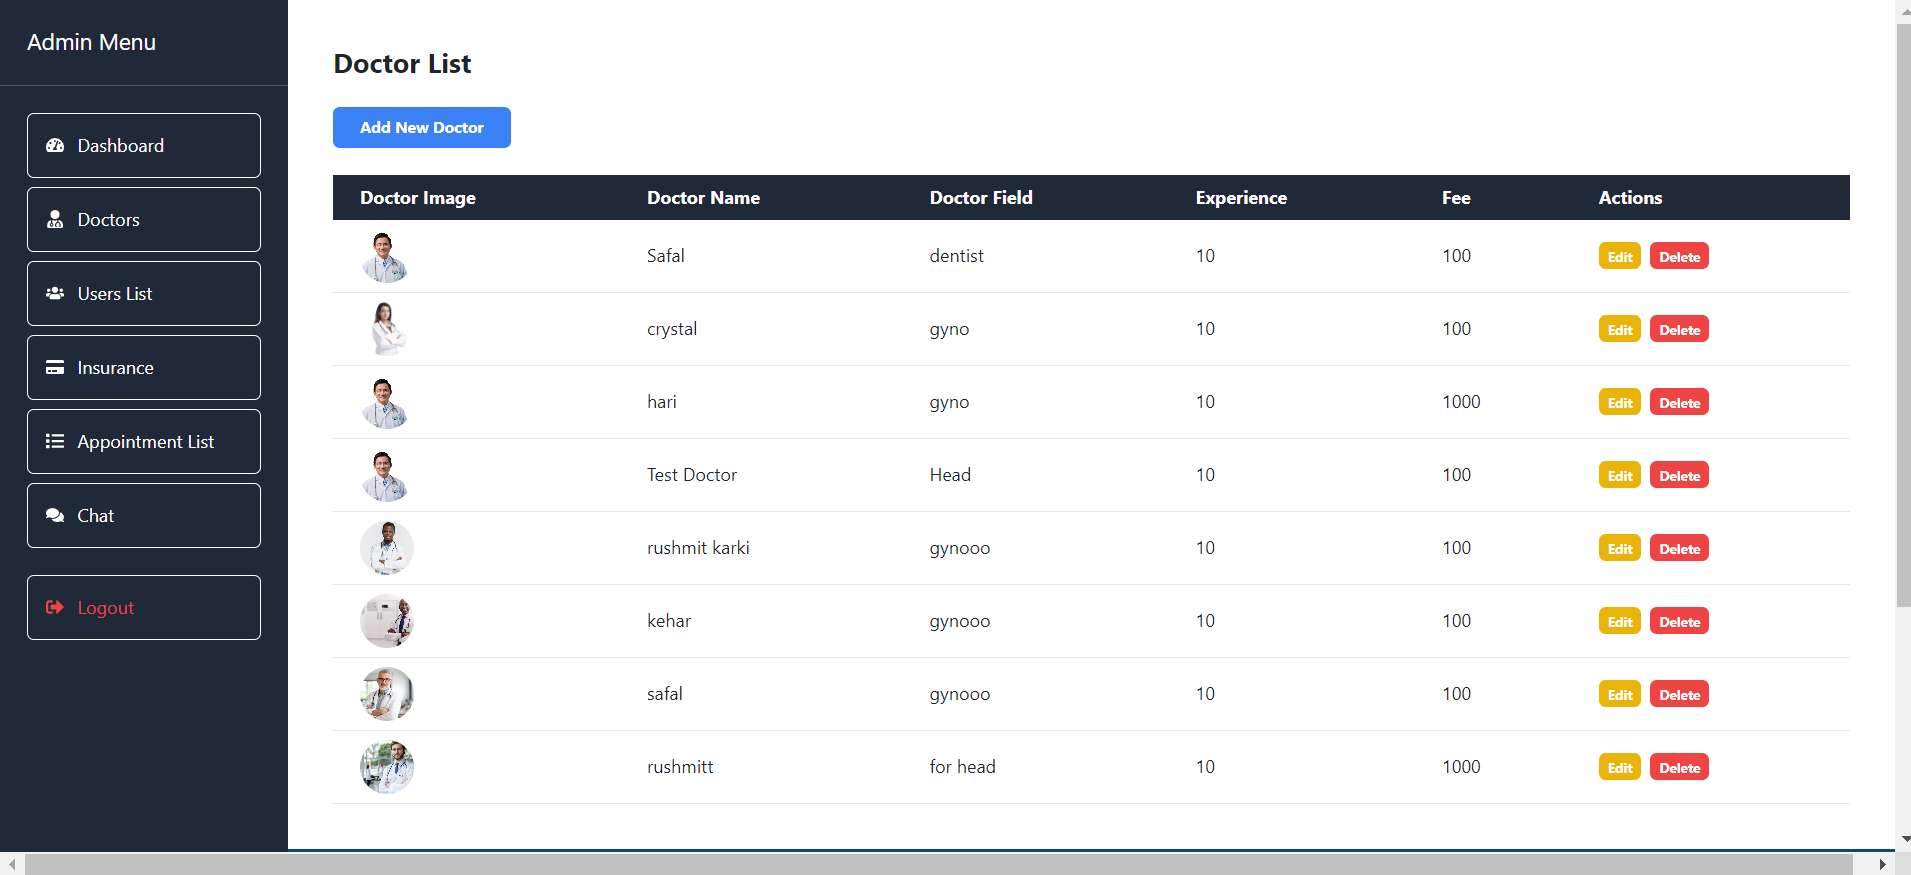 Admin Menu
Dashboard
Doctors
Users List
Insurance
Appointment List
Chat
Logout
Doctor List
Add New Doctor
Doctor Image Doctor Name Doctor Field Experience Fee Actions
Safal dentist 10 100 Edit Delete
crystal gyno 10 100 Edit Delete
hari gyno 10 1000 Edit Delete
Test Doctor Head 10 100 Edit Delete
rushmit karki gynooo 10 100 Edit Delete
kehar gynooo 10 100 Edit Delete
safal gynooo 10 100 Edit Delete
rushmitt for head 10 1000 Edit Delete